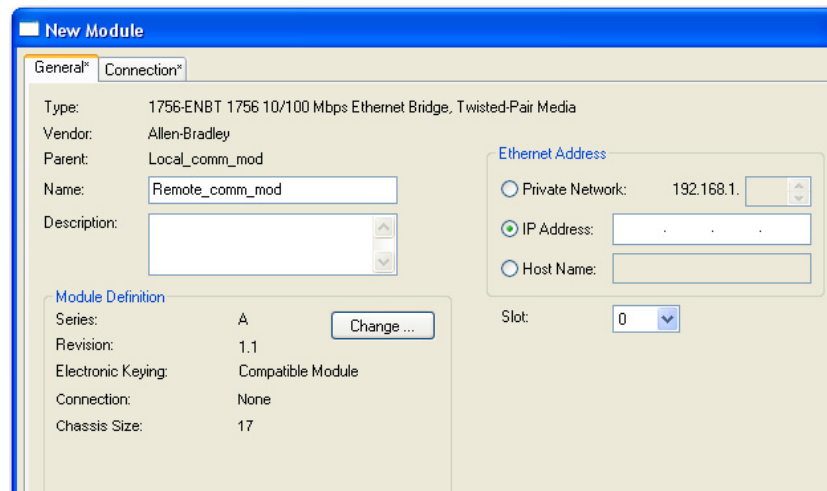 New Module
General* Connection*
Type: 1756-ENBT 1756 10/100 Mbps Ethernet Bridge, Twisted-Pair Media
Vendor: Allen-Bradley
Parent: Local_comm_mod
Name: Remote_comm_mod
Description:
Ethernet Address
Private Network: 192.168.1.
IP Address: . . .
Host Name:
Slot: 0
Module Definition
Series: A Change ...
Revision: 1.1
Electronic Keying: Compatible Module
Connection: None
Chassis Size: 17